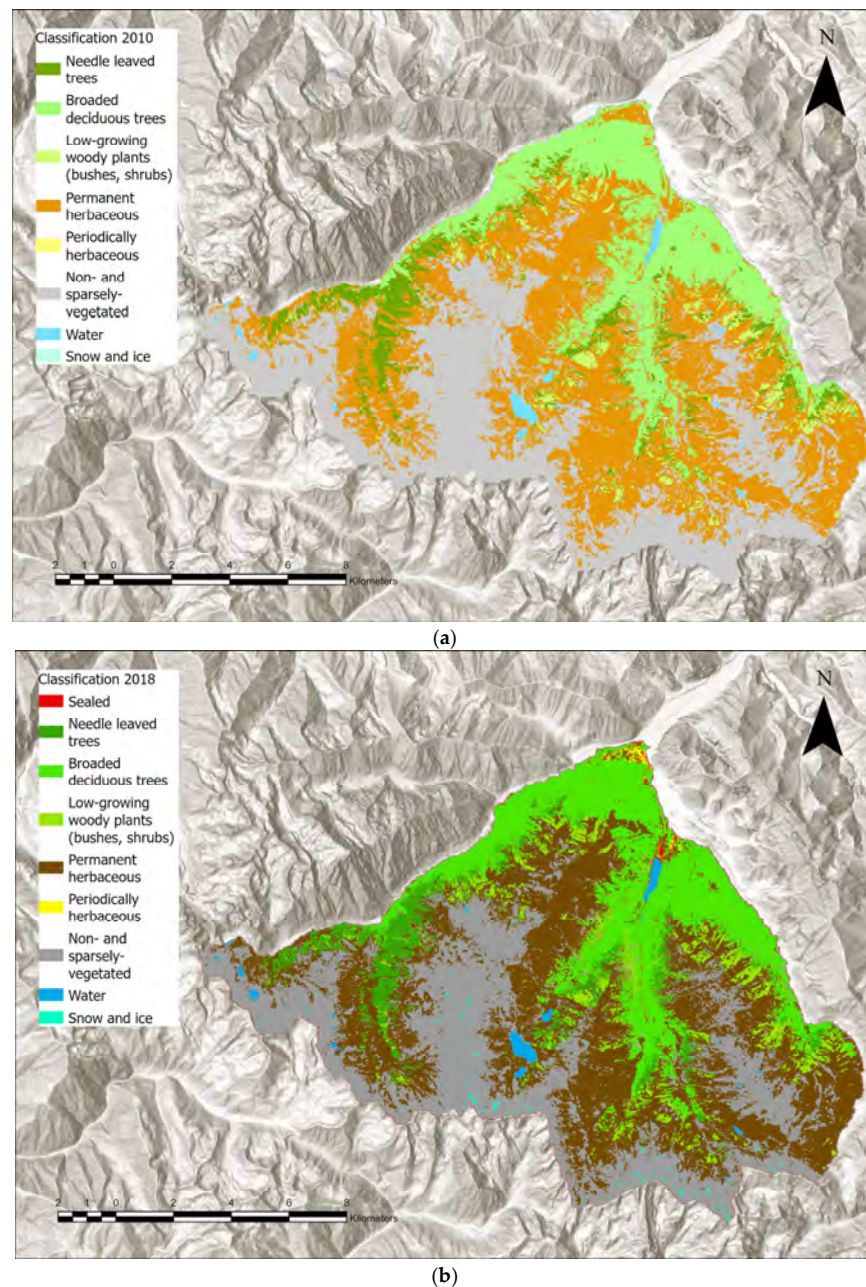 Classification 2010
Needle leaved
trees
Broaded
deciduous trees
Low-growing
woody plants
(bushes, shrubs)
Permanent
herbaceous
Periodically
herbaceous
Non- and
sparsely-
vegetated
Water
Snow and ice
N
2 1 0 2 4 6 8
Kilometers
(a)
Classification 2018
Sealed
Needle leaved
trees
Broaded
deciduous trees
Low-growing
woody plants
(bushes, shrubs)
Permanent
herbaceous
Periodically
herbaceous
Non- and
sparsely-
vegetated
Water
Snow and ice
N
2 1 0 2 4 6 8
Kilometers
(b)